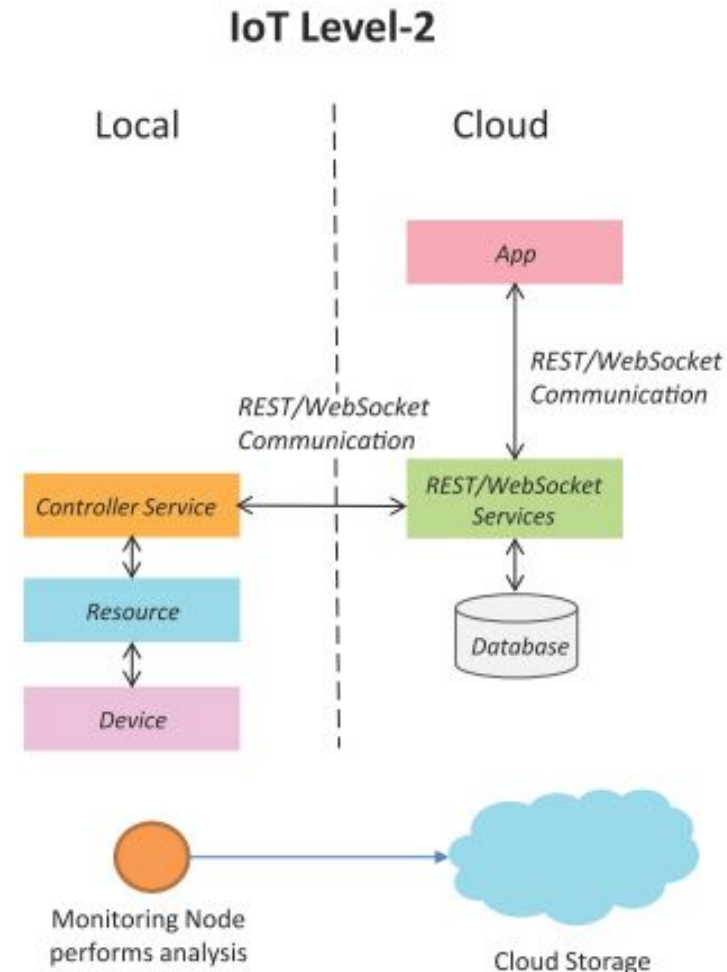 IoT Level-2
Local
Cloud
App
REST/WebSocket
Communication
REST/WebSocket
Communication
Controller Service
REST/WebSocket
Services
Resource
Database
Device
Monitoring Node
performs analysis
Cloud Storage